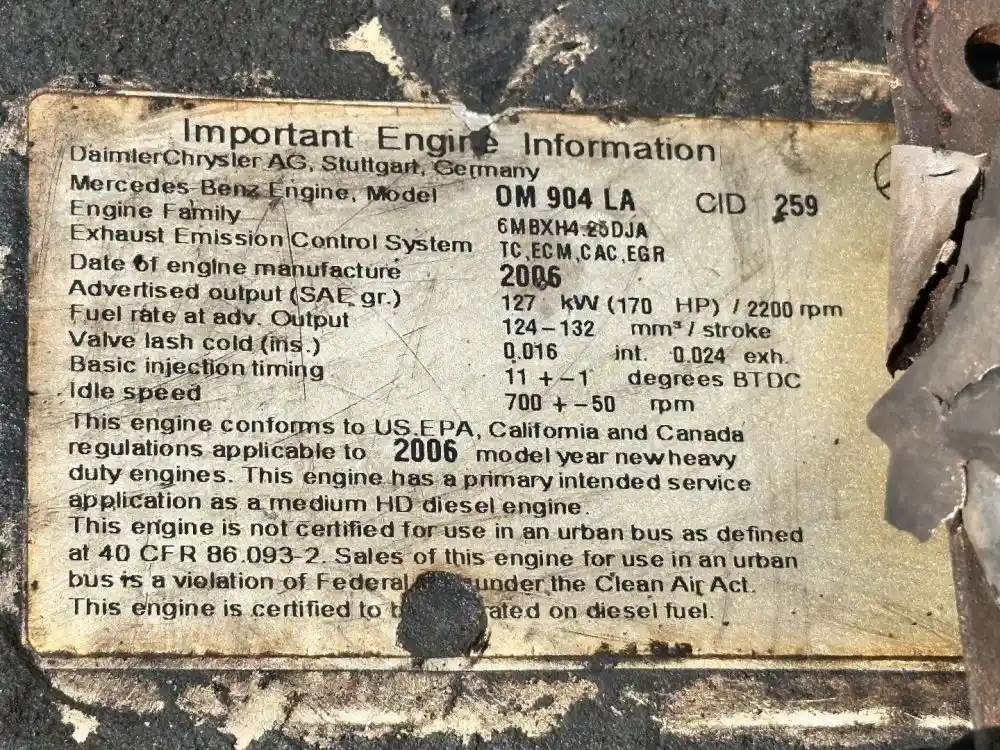 Important Engine Information
DaimlerChrysler AG, Stuttgart, Germany
Mercedes-Benz Engine, Model OM 904 LA CID 259
Engine Family 6MBXH4.25DJA
Exhaust Emission Control System TC,ECM,CAC,EGR
Date of engine manufacture 2006
Advertised output (SAE gr.) 127 kW (170 HP) / 2200 rpm
Fuel rate at adv. Output 124-132 mm³ / stroke
Valve lash cold (ins.) 0.016 int. 0.024 exh.
Basic injection timing 11 +-1 degrees BTDC
Idle speed 700 +-50 rpm
This engine conforms to US.EPA, California and Canada
regulations applicable to 2006 model year new heavy
duty engines. This engine has a primary intended service
application as a medium HD diesel engine.
This engine is not certified for use in an urban bus as defined
at 40 CFR 86.093-2. Sales of this engine for use in an urban
bus is a violation of Federal under the Clean Air Act.
This engine is certified to on diesel fuel.